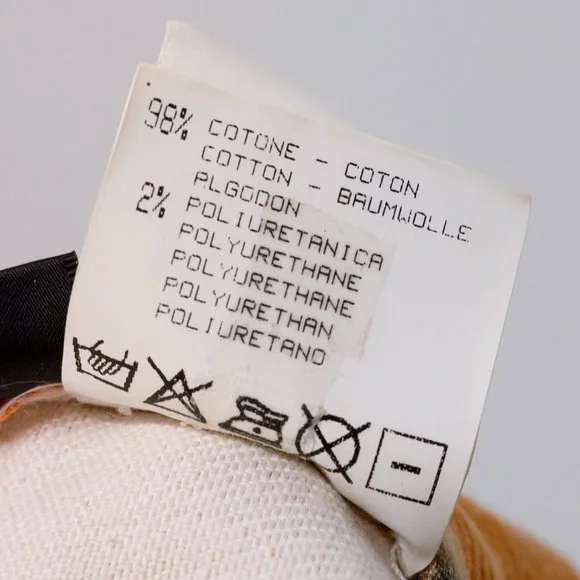 98% COTONE - COTON
COTTON - BAUMWOLLE
ALGODON
2% POLIURETANICA
POLYURETHANE
POLYURETHANE
POLYURETHAN
POLIURETANO